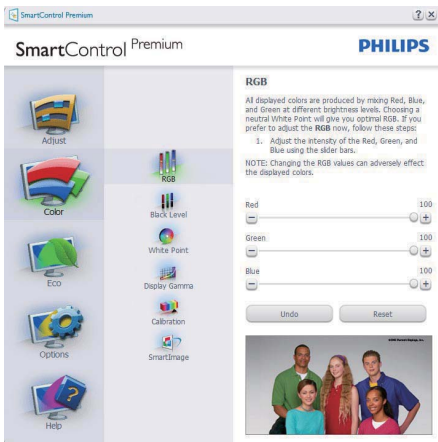 SmartControl Premium
? ×
SmartControl Premium
PHILIPS
Adjust
Color
Eco
Options
Help
RGB
Black Level
White Point
Display Gamma
Calibration
SmartImage
RGB
All displayed colors are produced by mixing Red, Blue,
and Green at different brightness levels. Choosing a
neutral White Point will give you optimal RGB. If you
prefer to adjust the RGB now, follow these steps:
1. Adjust the intensity of the Red, Green, and
Blue using the slider bars.
NOTE: Changing the RGB values can adversely effect
the displayed colors.
Red 100
− +
Green 100
− +
Blue 100
− +
Undo Reset